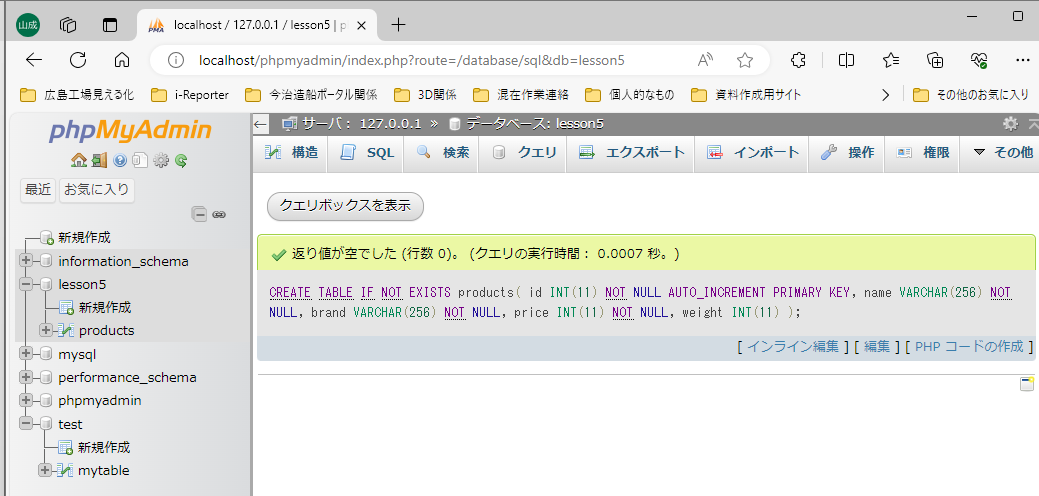 山成
localhost / 127.0.0.1 / lesson5 | p
localhost/phpmyadmin/index.php?route=/database/sql&db=lesson5
広島工場見える化 i-Reporter 今治造船ポータル関係 3D関係 混在作業連絡 個人的なもの 資料作成用サイト その他のお気に入り
phpMyAdmin
最近 お気に入り
新規作成
information_schema
lesson5
新規作成
products
mysql
performance_schema
phpmyadmin
test
新規作成
mytable
サーバ: 127.0.0.1 » データベース: lesson5
構造 SQL 検索 クエリ エクスポート インポート 操作 権限 その他
クエリボックスを表示
返り値が空でした (行数 0)。 (クエリの実行時間: 0.0007 秒。)
CREATE TABLE IF NOT EXISTS products( id INT(11) NOT NULL AUTO_INCREMENT PRIMARY KEY, name VARCHAR(256) NOT
NULL, brand VARCHAR(256) NOT NULL, price INT(11) NOT NULL, weight INT(11) );
[ インライン編集 ] [ 編集 ] [ PHP コードの作成 ]